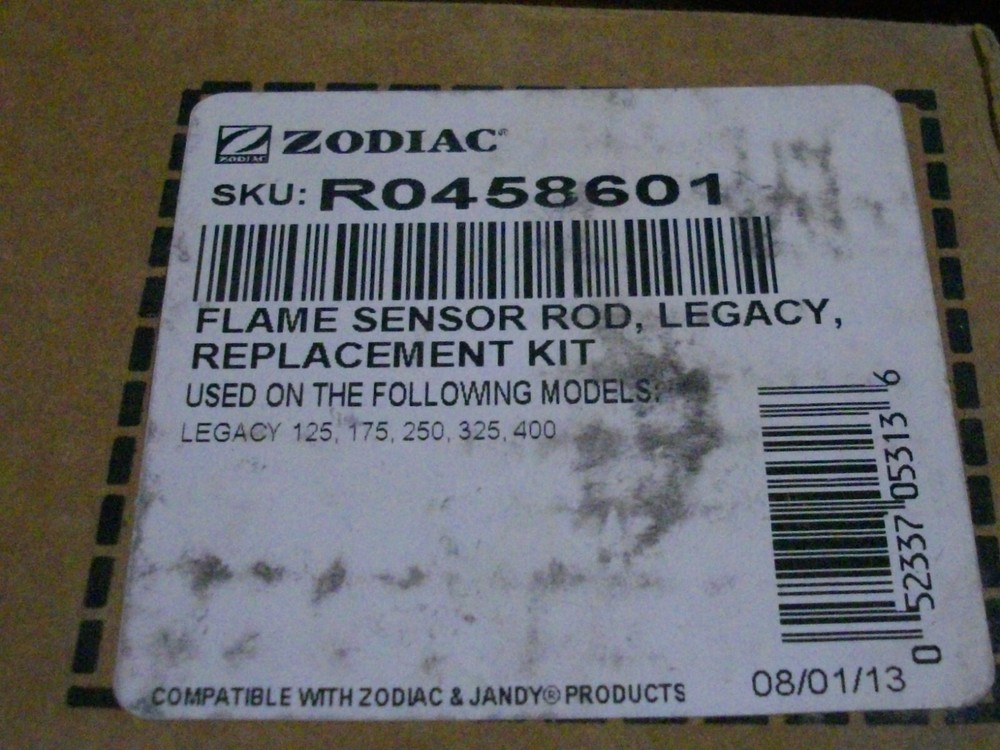 ZODIAC
ZODIAC®
SKU: R0458601
FLAME SENSOR ROD, LEGACY,
REPLACEMENT KIT
USED ON THE FOLLOWING MODELS:
LEGACY 125, 175, 250, 325, 400
0 52337 05313 6
COMPATIBLE WITH ZODIAC & JANDY® PRODUCTS
08/01/13